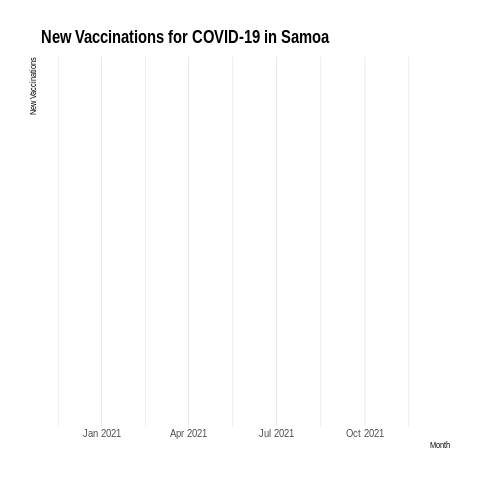 New Vaccinations for COVID-19 in Samoa
New Vaccinations
Jan 2021
Apr 2021
Jul 2021
Oct 2021
Month